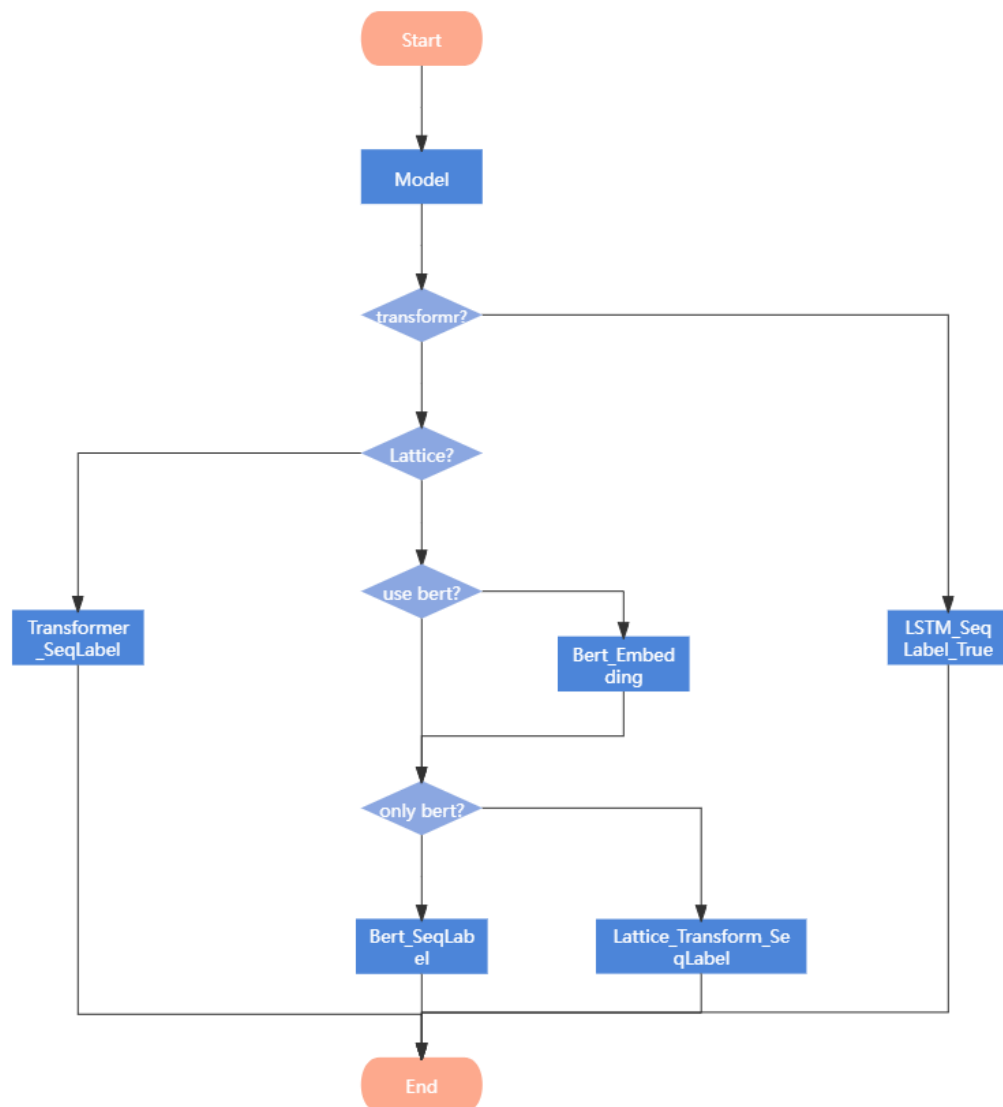 Start
Model
transformr?
Lattice?
use bert?
Transformer
_SeqLabel
LSTM_Seq
Label_True
Bert_Embed
ding
only bert?
Bert_SeqLab
el
Lattice_Transform_Se
qLabel
End